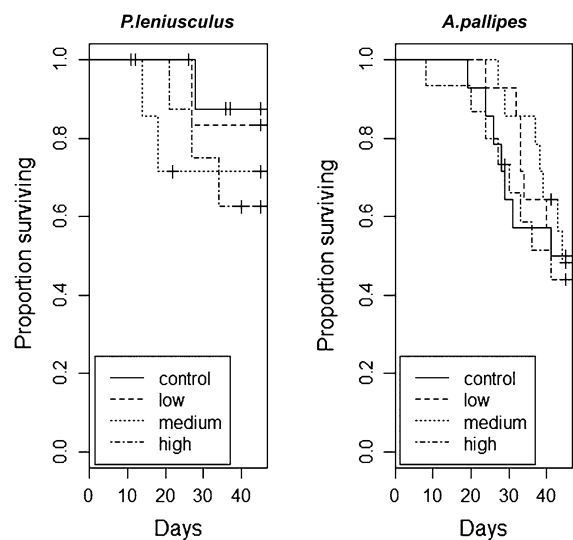 P.leniusculus
A.pallipes
Proportion surviving
1.0
0.8
0.6
0.4
0.2
0.0
control
low
medium
high
0 10 20 30 40
Days
Proportion surviving
1.0
0.8
0.6
0.4
0.2
0.0
control
low
medium
high
0 10 20 30 40
Days